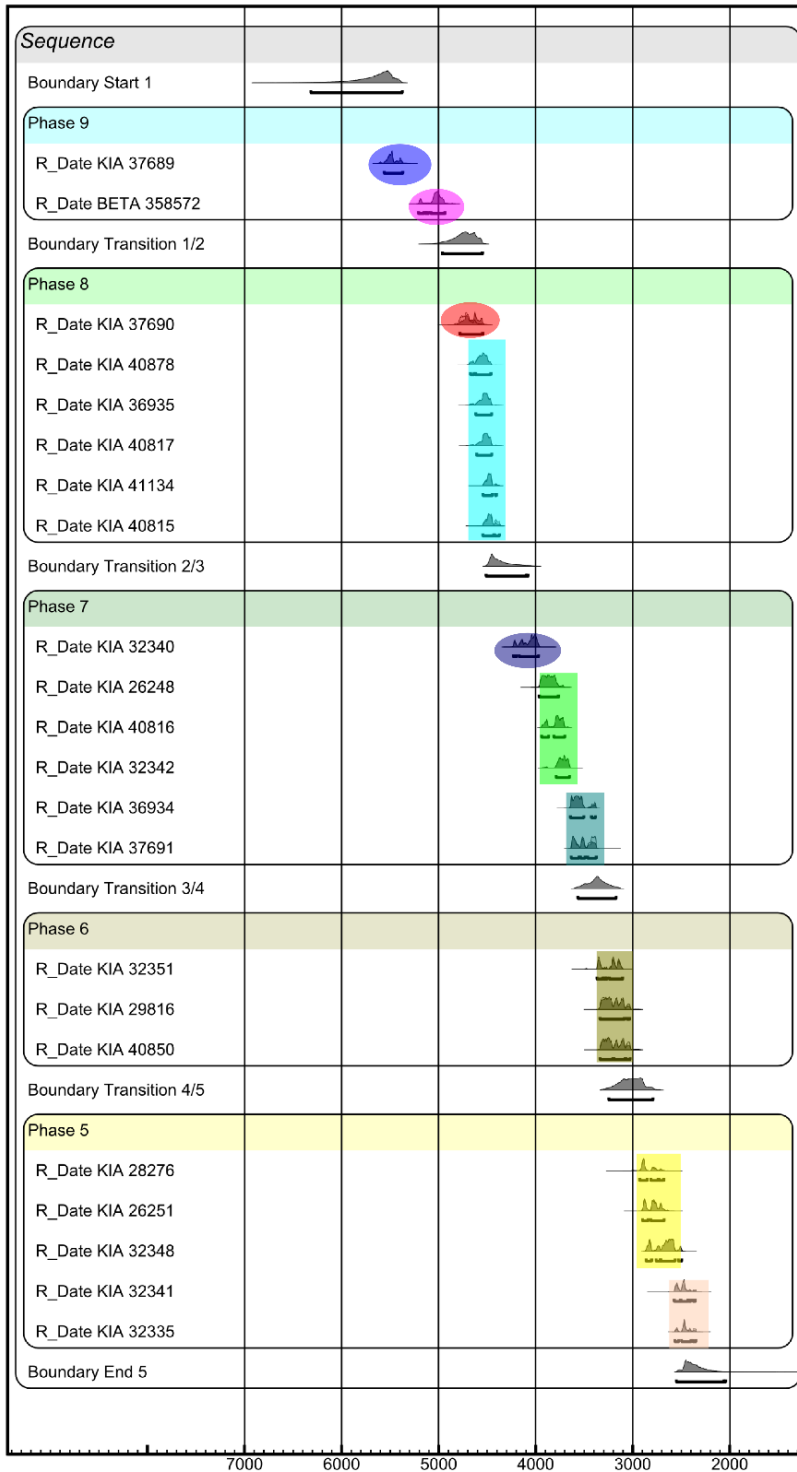 Sequence
Boundary Start 1
Phase 9
R_Date KIA 37689
R_Date BETA 358572
Boundary Transition 1/2
Phase 8
R_Date KIA 37690
R_Date KIA 40878
R_Date KIA 36935
R_Date KIA 40817
R_Date KIA 41134
R_Date KIA 40815
Boundary Transition 2/3
Phase 7
R_Date KIA 32340
R_Date KIA 26248
R_Date KIA 40816
R_Date KIA 32342
R_Date KIA 36934
R_Date KIA 37691
Boundary Transition 3/4
Phase 6
R_Date KIA 32351
R_Date KIA 29816
R_Date KIA 40850
Boundary Transition 4/5
Phase 5
R_Date KIA 28276
R_Date KIA 26251
R_Date KIA 32348
R_Date KIA 32341
R_Date KIA 32335
Boundary End 5
7000 6000 5000 4000 3000 2000